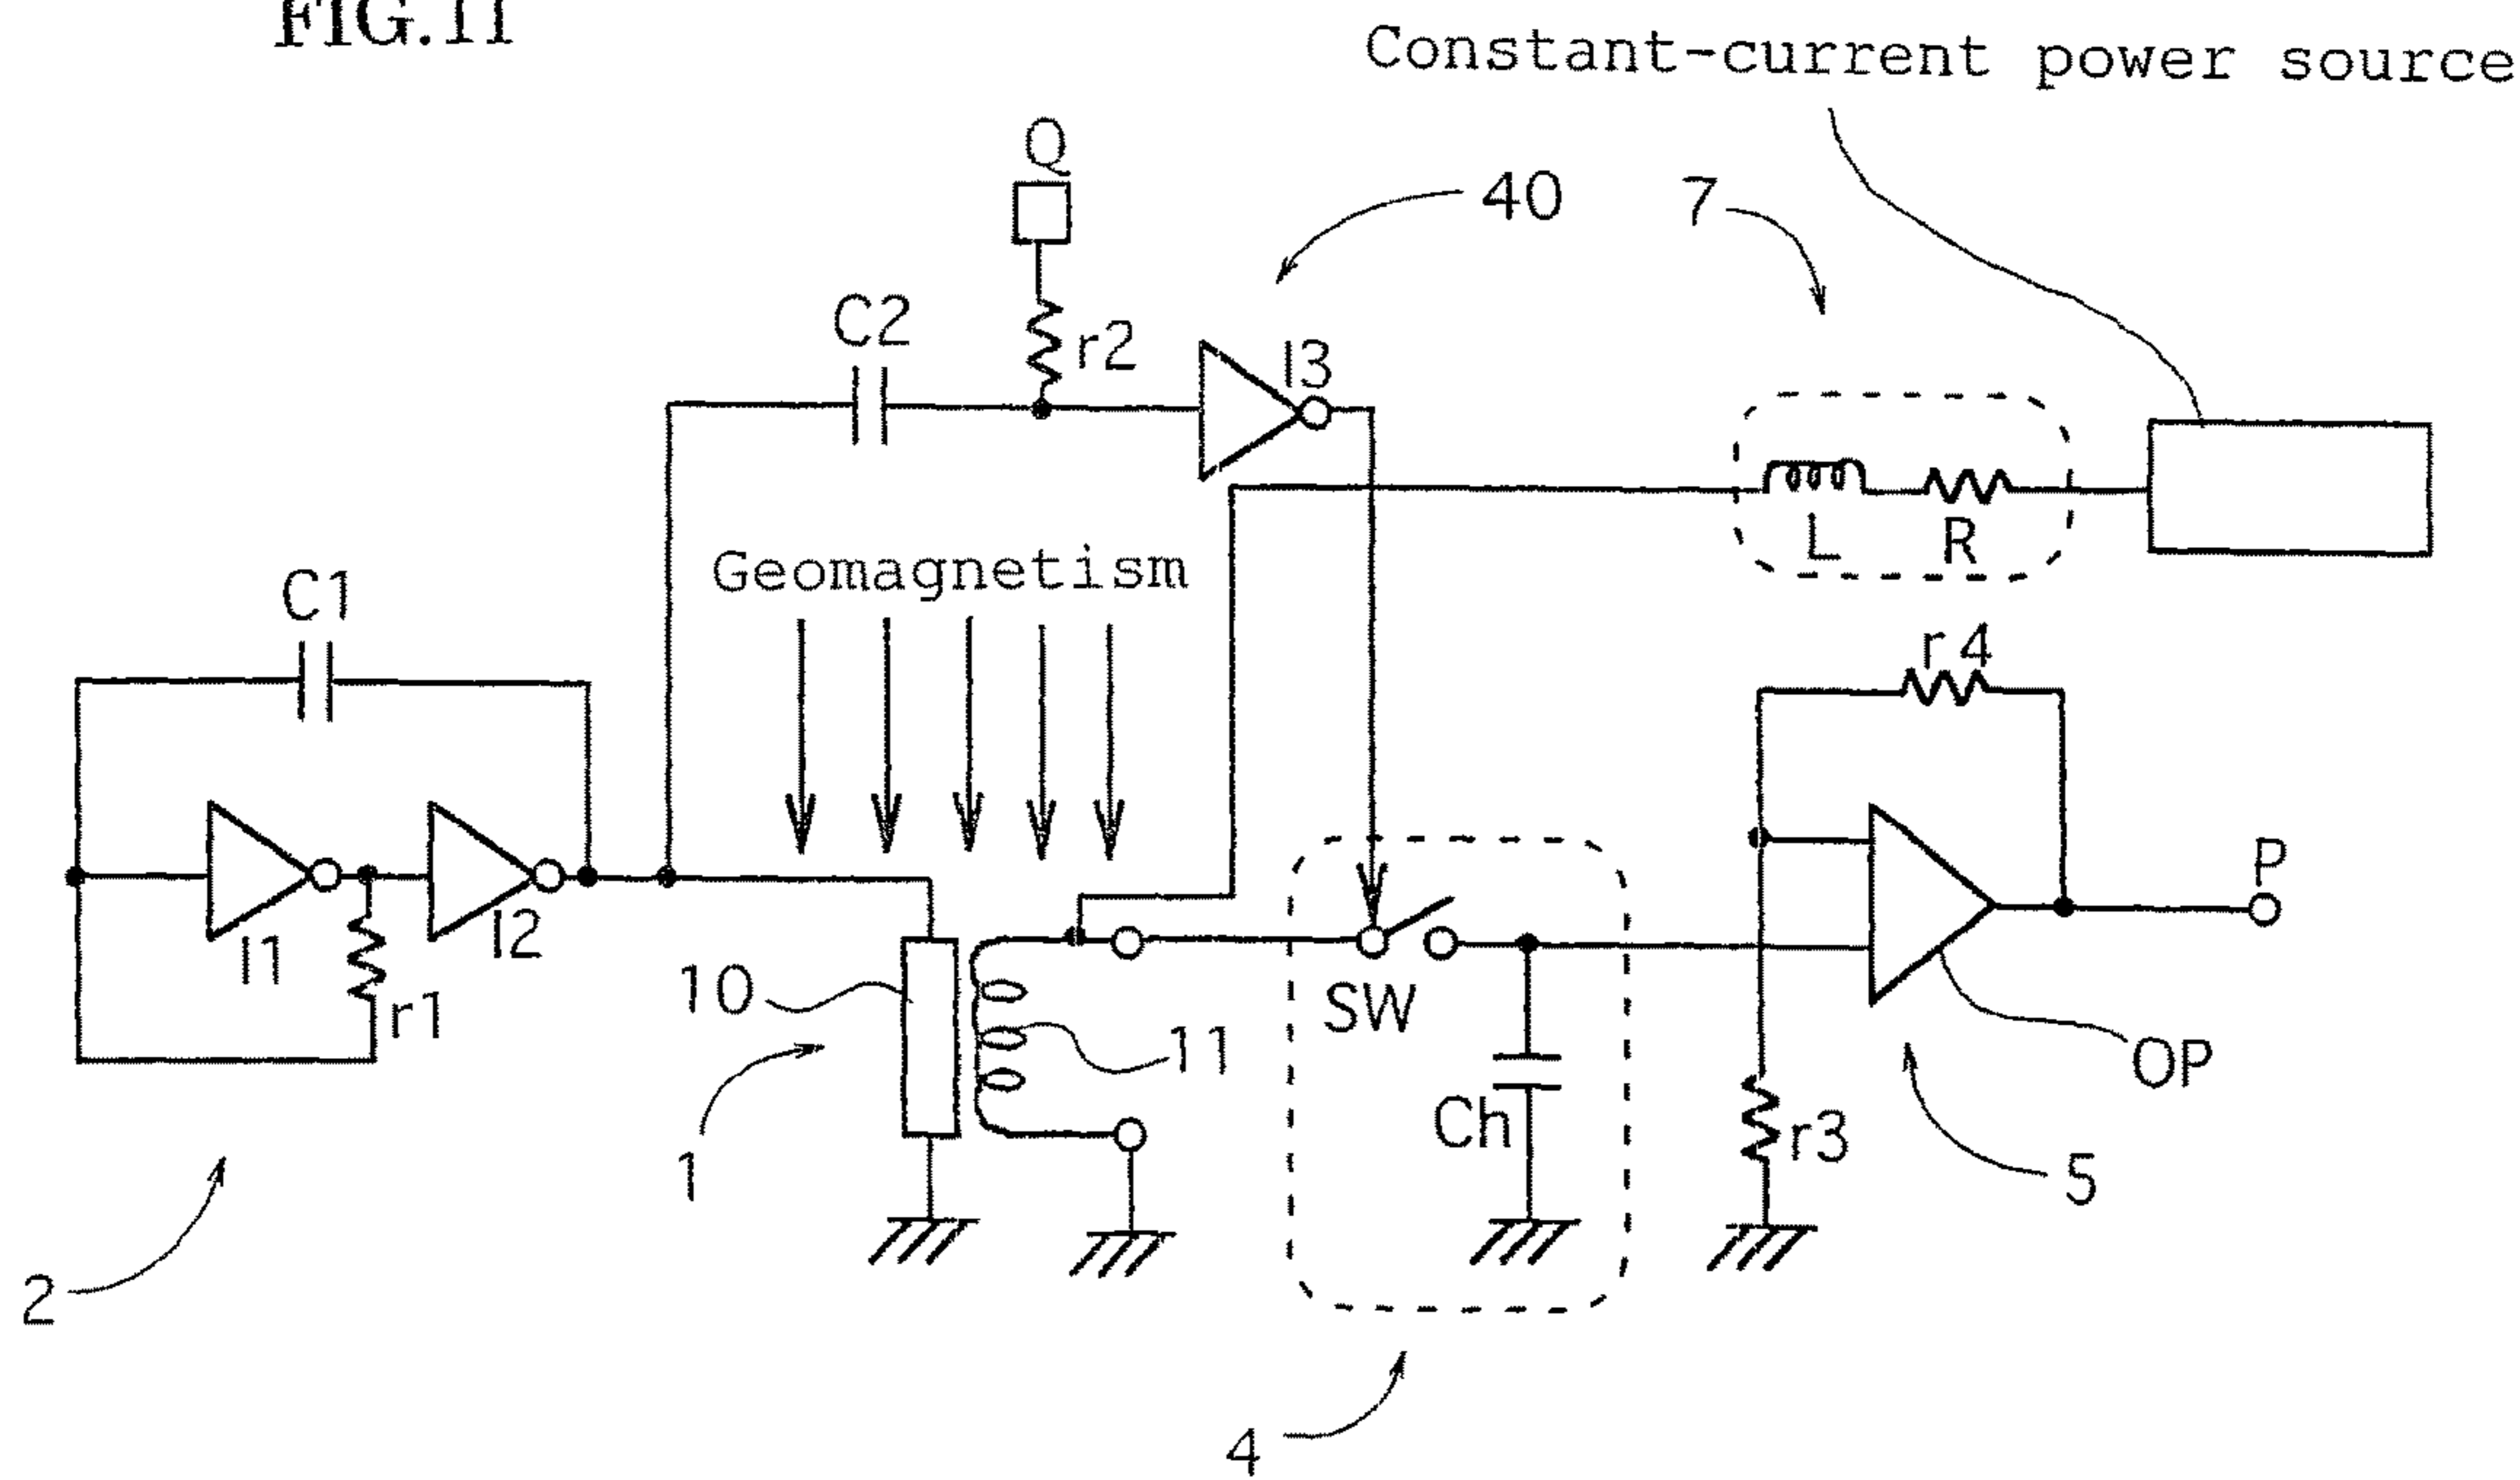 FIG.11
Constant-current power source
Q
40
7
C2
r2
I3
L
R
Geomagnetism
C1
r4
I1
I2
r1
P
10
11
SW
OP
Ch
r3
1
5
2
4